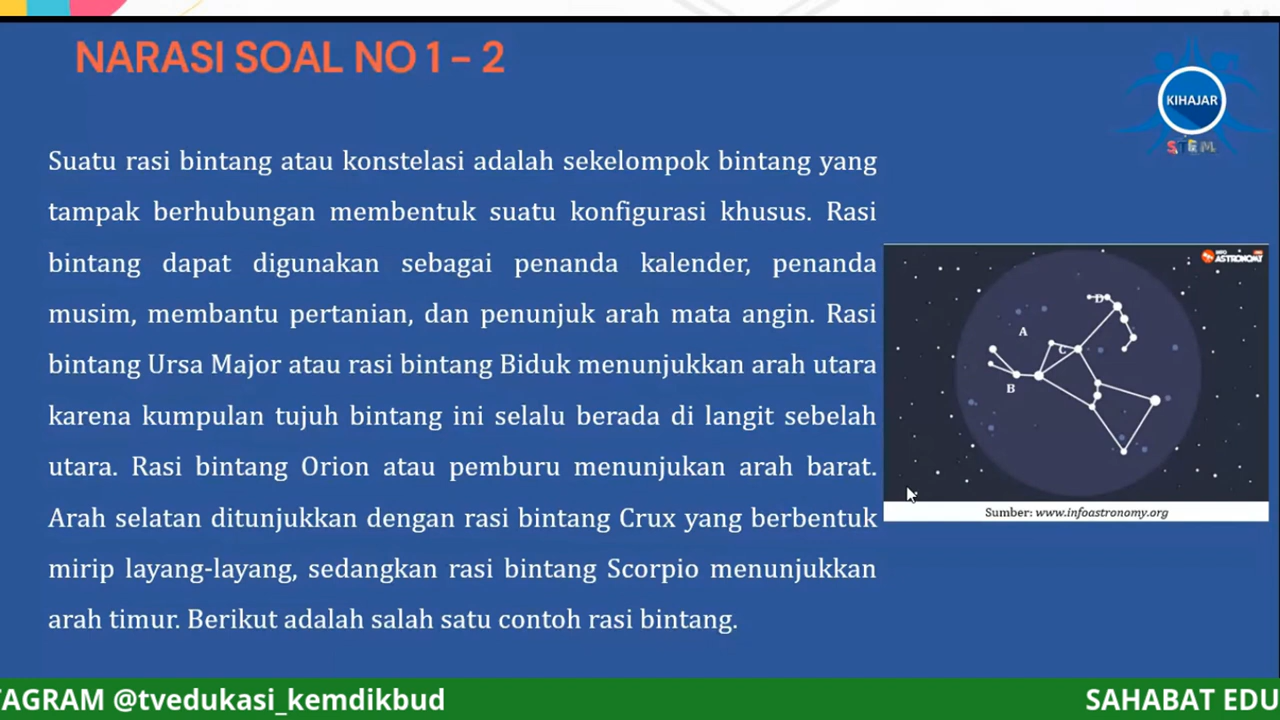 NARASI SOAL NO 1 – 2
KIHAJAR
STEM
Suatu rasi bintang atau konstelasi adalah sekelompok bintang yang
tampak berhubungan membentuk suatu konfigurasi khusus. Rasi
bintang dapat digunakan sebagai penanda kalender, penanda
musim, membantu pertanian, dan penunjuk arah mata angin. Rasi
bintang Ursa Major atau rasi bintang Biduk menunjukkan arah utara
karena kumpulan tujuh bintang ini selalu berada di langit sebelah
utara. Rasi bintang Orion atau pemburu menunjukan arah barat.
Arah selatan ditunjukkan dengan rasi bintang Crux yang berbentuk
mirip layang-layang, sedangkan rasi bintang Scorpio menunjukkan
arah timur. Berikut adalah salah satu contoh rasi bintang.
ASTRONOMY
D
A
C
B
Sumber: www.infoastronomy.org
TAGRAM @tvedukasi_kemdikbud
SAHABAT EDU